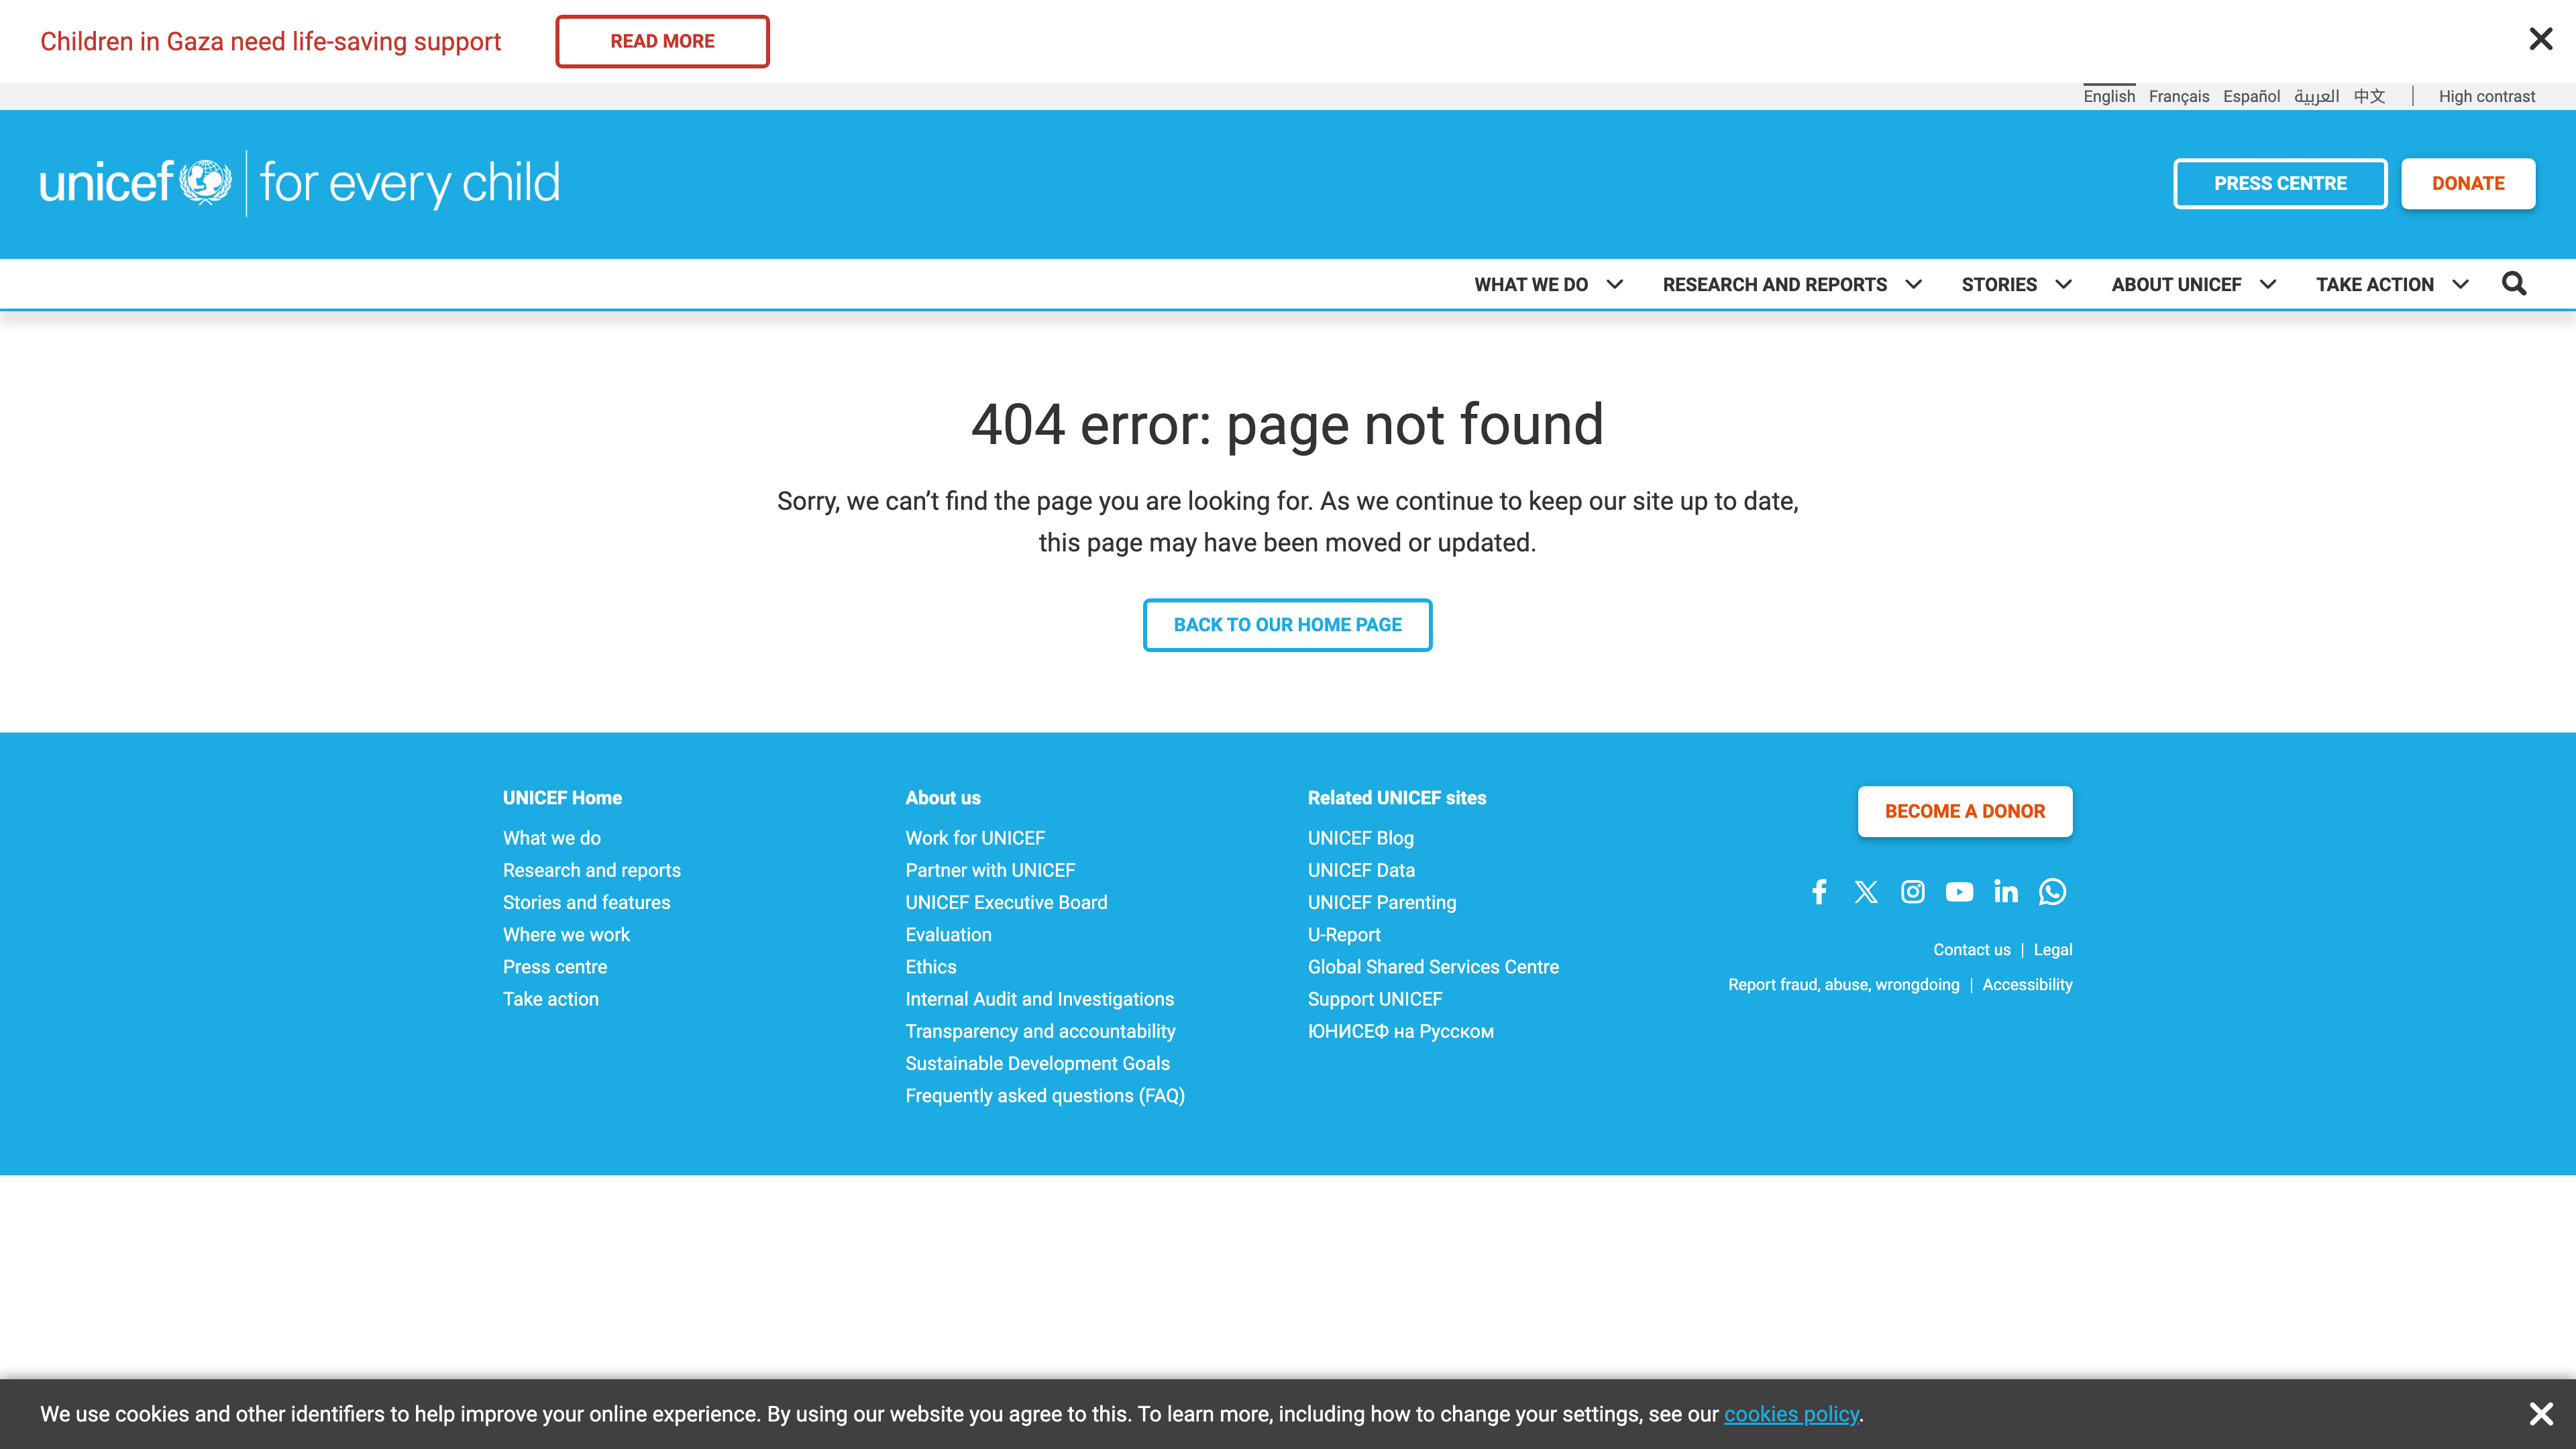 Children in Gaza need life-saving support
READ MORE
English Français Español العربية 中文 | High contrast
unicef | for every child
PRESS CENTRE
DONATE
WHAT WE DO
RESEARCH AND REPORTS
STORIES
ABOUT UNICEF
TAKE ACTION
404 error: page not found
Sorry, we can’t find the page you are looking for. As we continue to keep our site up to date,
this page may have been moved or updated.
BACK TO OUR HOME PAGE
UNICEF Home
What we do
Research and reports
Stories and features
Where we work
Press centre
Take action
About us
Work for UNICEF
Partner with UNICEF
UNICEF Executive Board
Evaluation
Ethics
Internal Audit and Investigations
Transparency and accountability
Sustainable Development Goals
Frequently asked questions (FAQ)
Related UNICEF sites
UNICEF Blog
UNICEF Data
UNICEF Parenting
U-Report
Global Shared Services Centre
Support UNICEF
ЮНИСЕФ на Русском
BECOME A DONOR
Contact us | Legal
Report fraud, abuse, wrongdoing | Accessibility
We use cookies and other identifiers to help improve your online experience. By using our website you agree to this. To learn more, including how to change your settings, see our cookies policy.